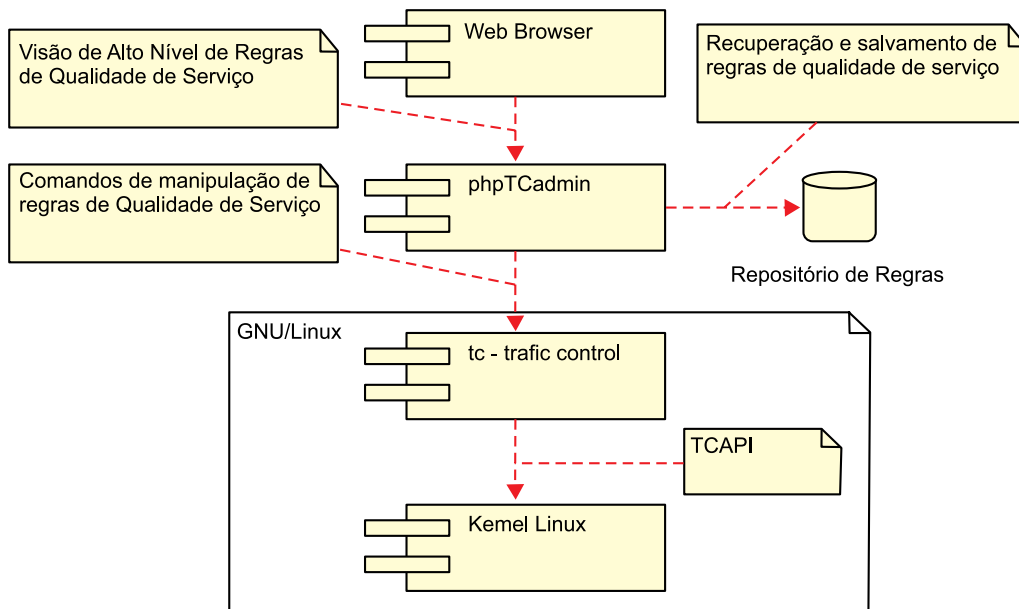 Visão de Alto Nível de Regras
de Qualidade de Serviço
Web Browser
Recuperação e salvamento de
regras de qualidade de serviço
Comandos de manipulação de
regras de Qualidade de Serviço
phpTCadmin
Repositório de Regras
GNU/Linux
tc - trafic control
TCAPI
Kemel Linux